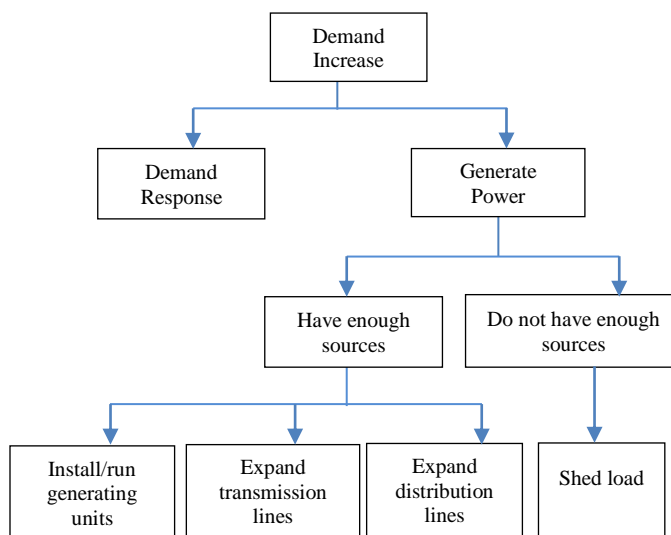 Demand
Increase
Demand
Response
Generate
Power
Have enough
sources
Do not have enough
sources
Install/run
generating
units
Expand
transmission
lines
Expand
distribution
lines
Shed load